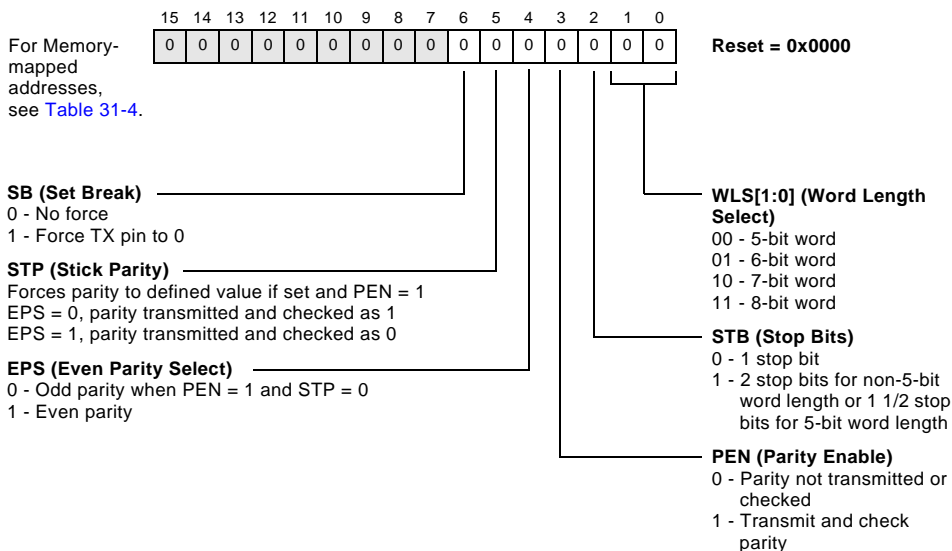 15 14 13 12 11 10 9 8 7 6 5 4 3 2 1 0
For Memory-
mapped
addresses,
see Table 31-4.
0 0 0 0 0 0 0 0 0 0 0 0 0 0 0 0
Reset = 0x0000
SB (Set Break)
0 - No force
1 - Force TX pin to 0
STP (Stick Parity)
Forces parity to defined value if set and PEN = 1
EPS = 0, parity transmitted and checked as 1
EPS = 1, parity transmitted and checked as 0
EPS (Even Parity Select)
0 - Odd parity when PEN = 1 and STP = 0
1 - Even parity
WLS[1:0] (Word Length
Select)
00 - 5-bit word
01 - 6-bit word
10 - 7-bit word
11 - 8-bit word
STB (Stop Bits)
0 - 1 stop bit
1 - 2 stop bits for non-5-bit
word length or 1 1/2 stop
bits for 5-bit word length
PEN (Parity Enable)
0 - Parity not transmitted or
checked
1 - Transmit and check
parity